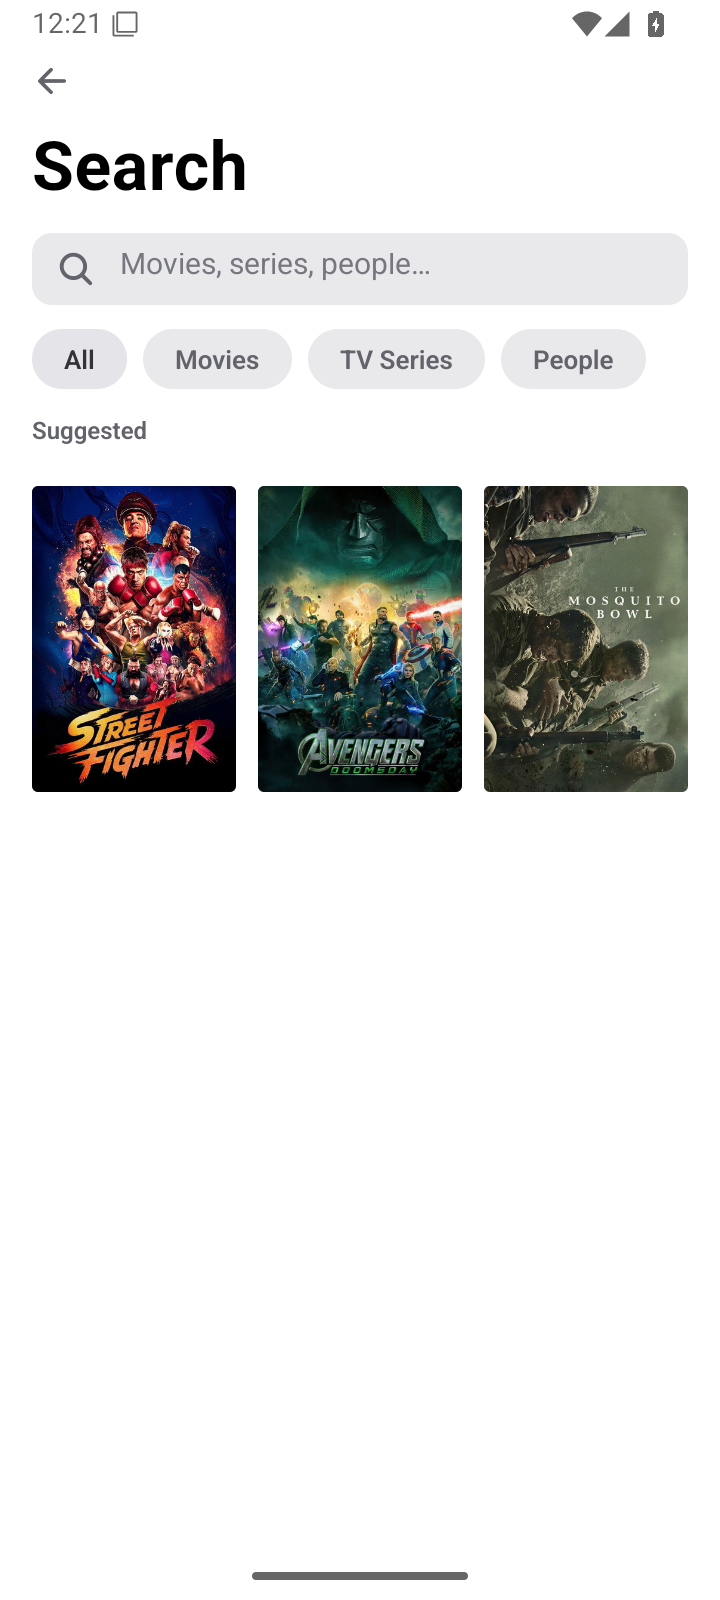 12:21
Search
Movies, series, people...
All
Movies
TV Series
People
Suggested
STREET
FIGHTER
AVENGERS
DOOMSDAY
THE
MOSQUITO
BOWL